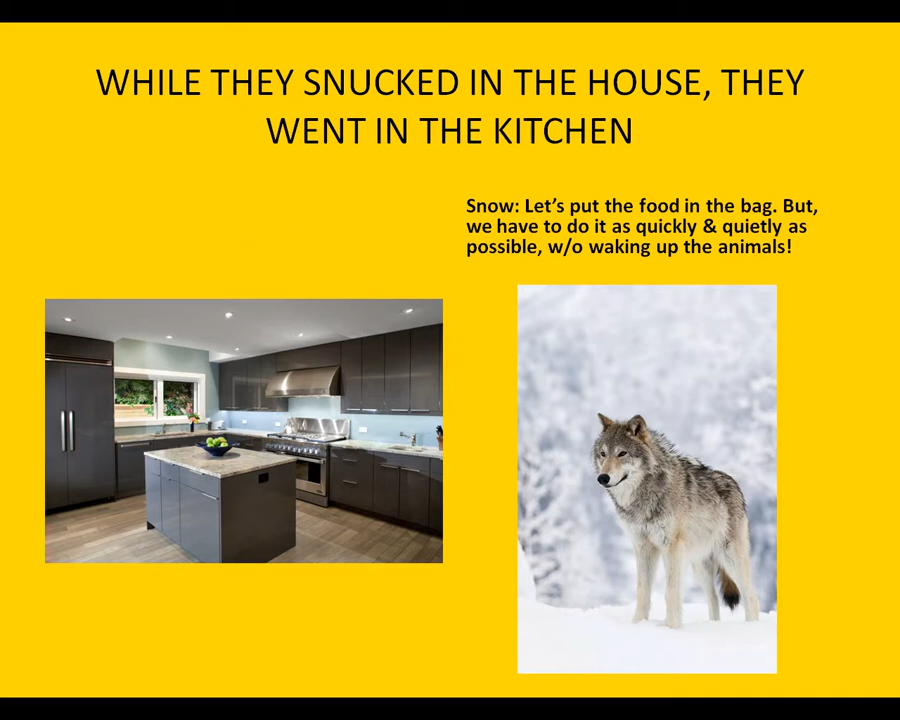 WHILE THEY SNUCKED IN THE HOUSE, THEY
WENT IN THE KITCHEN
Snow: Let’s put the food in the bag. But,
we have to do it as quickly & quietly as
possible, w/o waking up the animals!